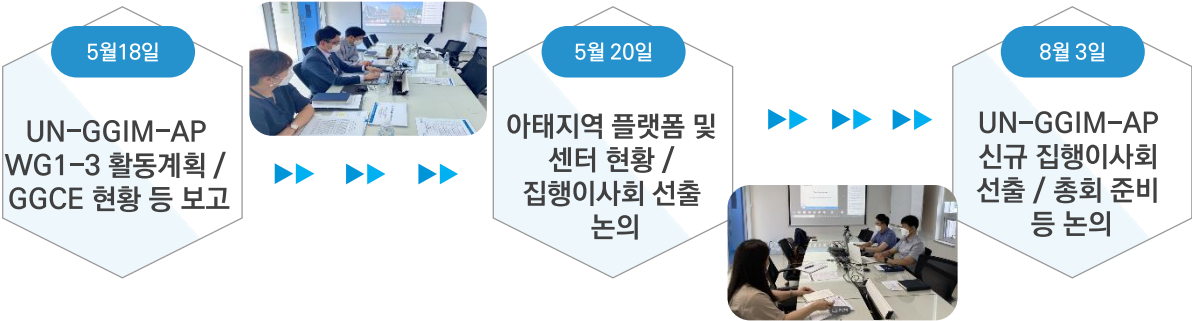 5월18일
UN-GGIM-AP
WG1-3 활동계획 /
GGCE 현황 등 보고
5월 20일
아태지역 플랫폼 및
센터 현황 /
집행이사회 선출
논의
8월 3일
UN-GGIM-AP
신규 집행이사회
선출 / 총회 준비
등 논의